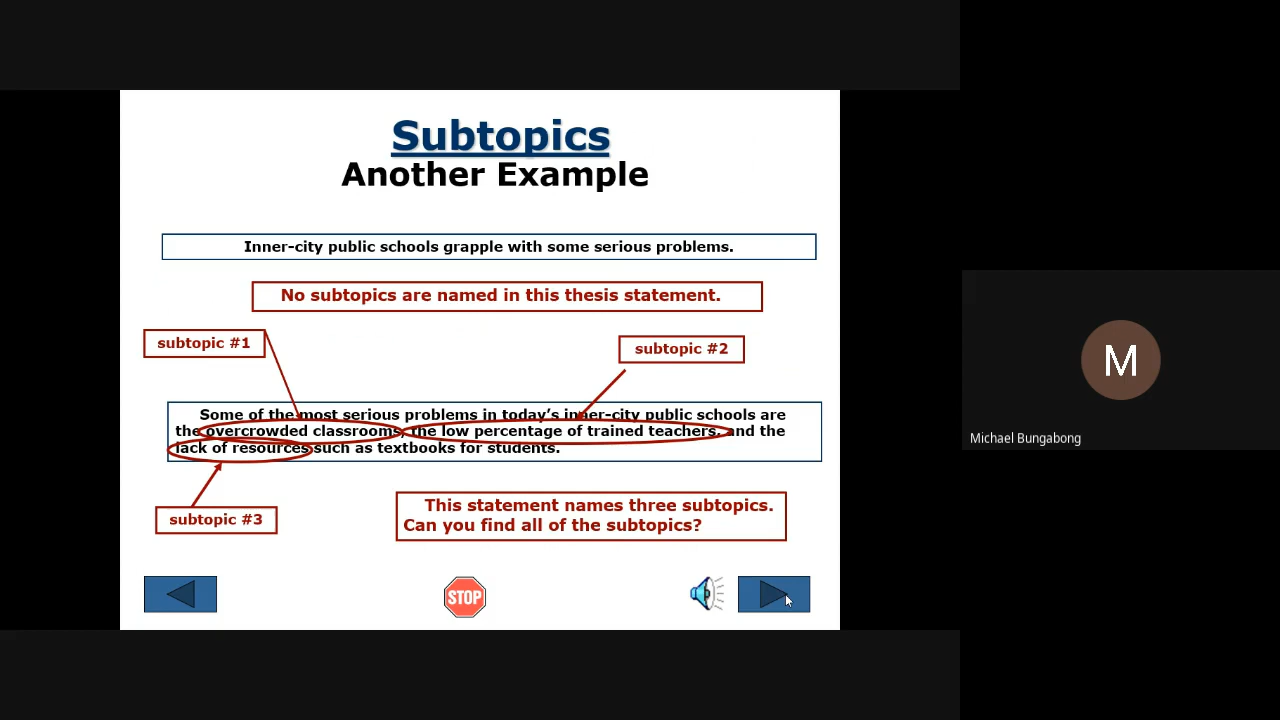 Subtopics
Another Example
Inner-city public schools grapple with some serious problems.
No subtopics are named in this thesis statement.
subtopic #1
subtopic #2
Some of the most serious problems in today's inner-city public schools are
the overcrowded classrooms, the low percentage of trained teachers, and the
lack of resources such as textbooks for students.
subtopic #3
This statement names three subtopics.
Can you find all of the subtopics?
STOP
M
Michael Bungabong